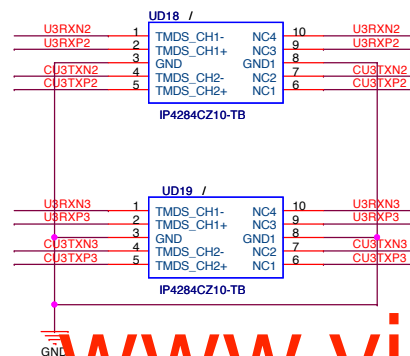 UD18 /
U3RXN2 1 TMDS_CH1- NC4 10 U3RXN2
U3RXP2 2 TMDS_CH1+ NC3 9 U3RXP2
3 GND GND1 8
CU3TXN2 4 TMDS_CH2- NC2 7 CU3TXN2
CU3TXP2 5 TMDS_CH2+ NC1 6 CU3TXP2
IP4284CZ10-TB
UD19 /
U3RXN3 1 TMDS_CH1- NC4 10 U3RXN3
U3RXP3 2 TMDS_CH1+ NC3 9 U3RXP3
3 GND GND1 8
CU3TXN3 4 TMDS_CH2- NC2 7 CU3TXN3
CU3TXP3 5 TMDS_CH2+ NC1 6 CU3TXP3
IP4284CZ10-TB
GND
www.vi